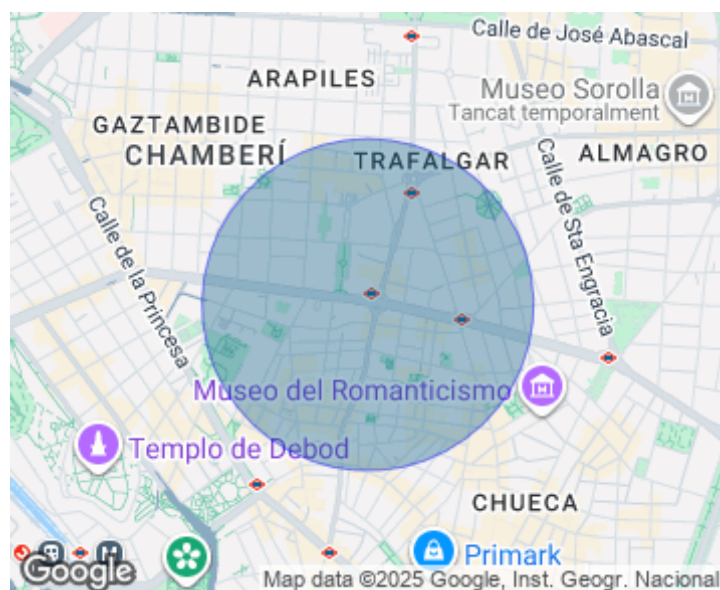 Calle de José Abascal
ARAPILES
Museo Sorolla
Tancat temporalment
GAZTAMBIDE
CHAMBERÍ
TRAFALGAR
ALMAGRO
Calle de Sta Engracia
Calle de la Princesa
Museo del Romanticismo
Templo de Debod
CHUECA
Primark
Google
Map data ©2025 Google, Inst. Geogr. Nacional